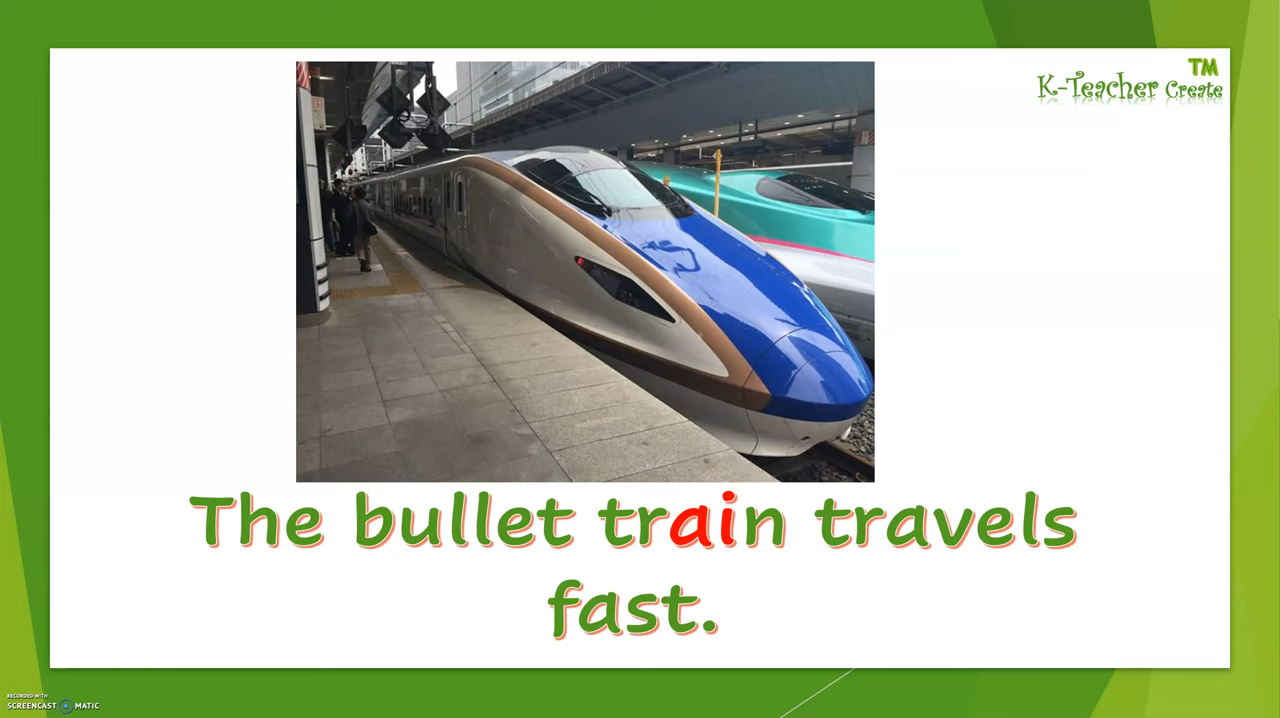 TM
K-Teacher Create
The bullet train travels
fast.
RECORDED WITH
SCREENCAST MATIC